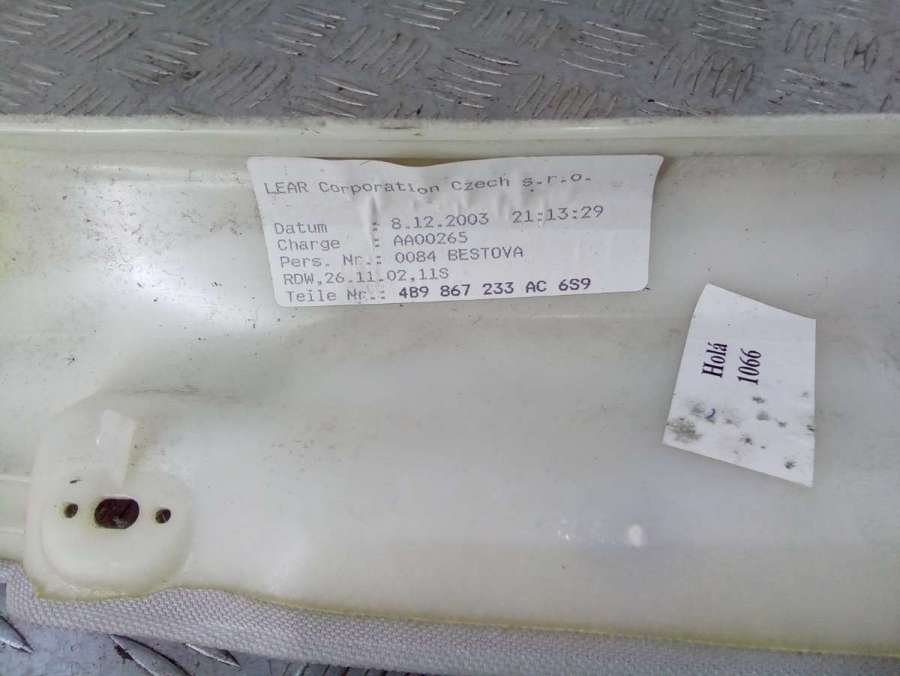 LEAR Corporation Czech s.r.o.
Datum : 8.12.2003 21:13:29
Charge : AA00265
Pers. Nr.: 0084 BESTOVA
RDW,26.11.02,11S
Teile Nr.: 4B9 867 233 AC 6S9
Holá
1066